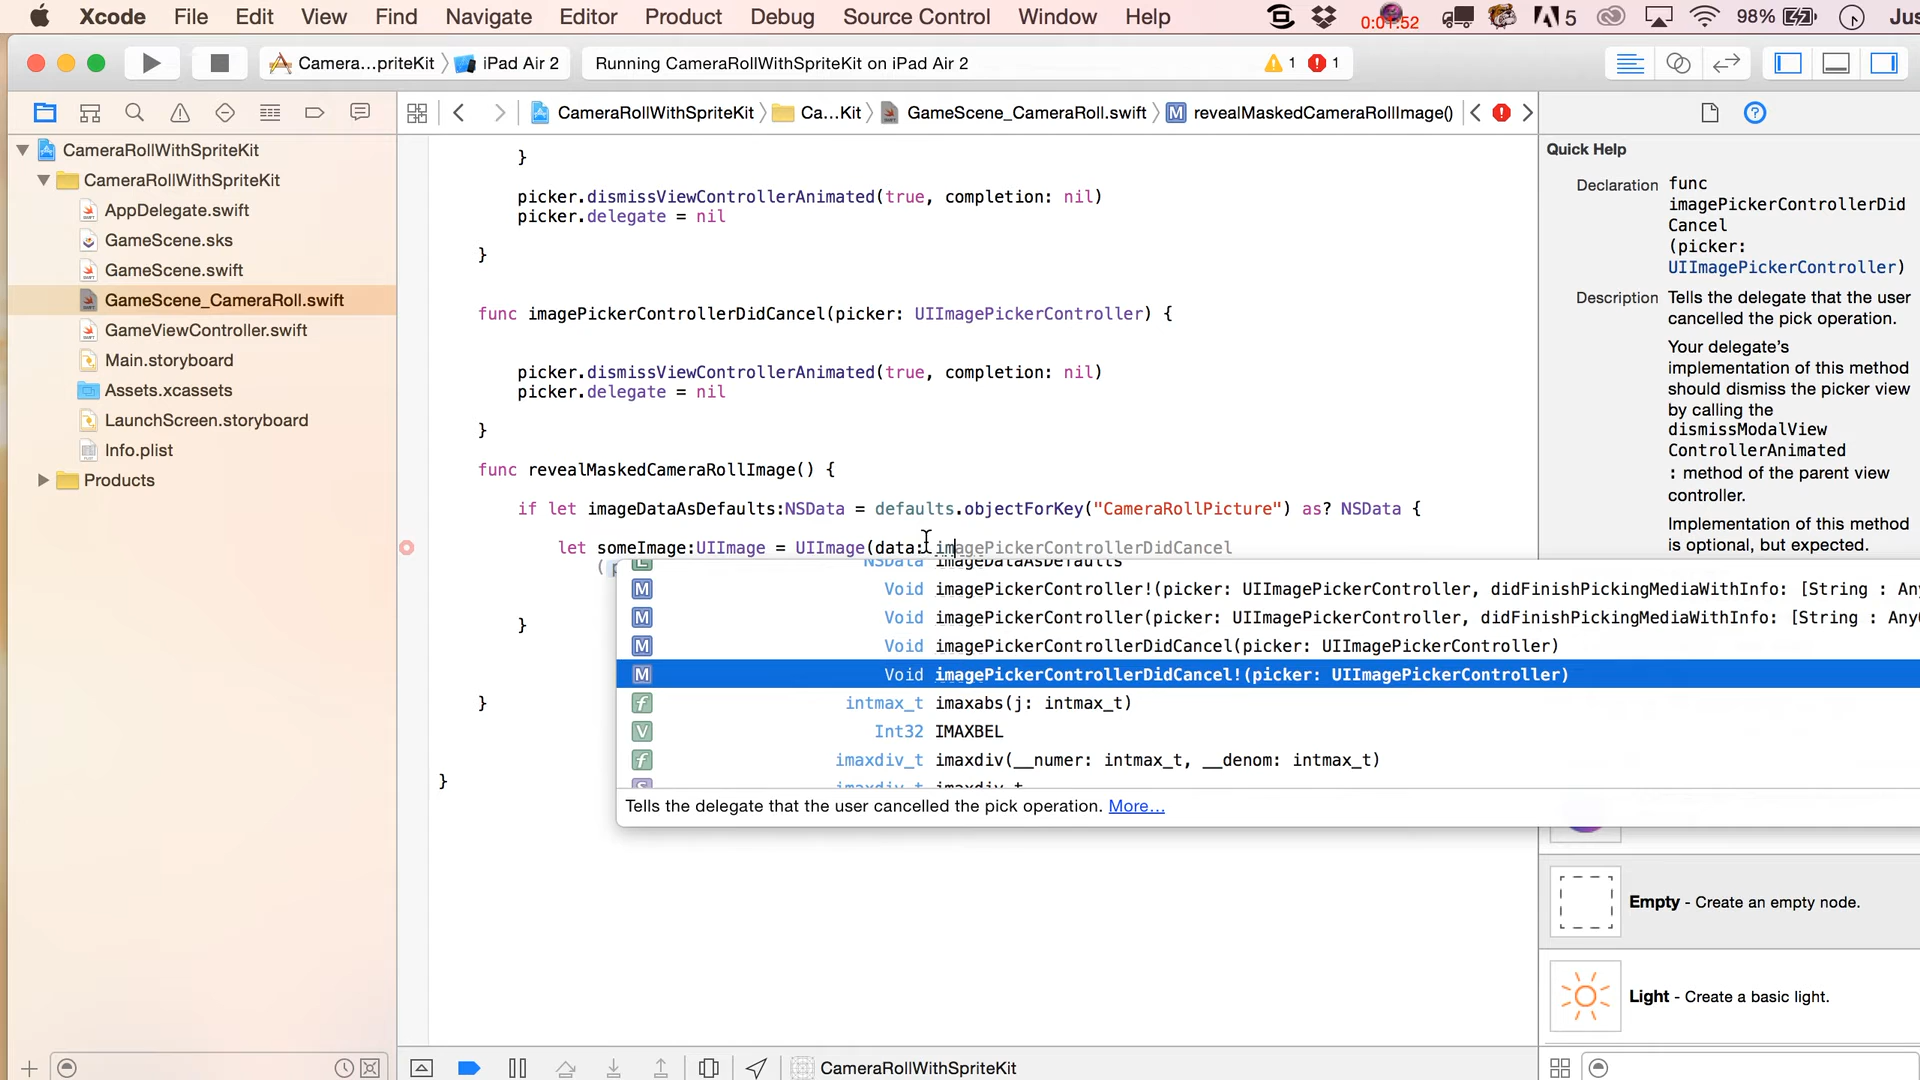 Xcode File Edit View Find Navigate Editor Product Debug Source Control Window Help 0:01:52 5 98% Jus
Camera...priteKit iPad Air 2 Running CameraRollWithSpriteKit on iPad Air 2 1 1
CameraRollWithSpriteKit Ca...Kit GameScene_CameraRoll.swift M revealMaskedCameraRollImage()
CameraRollWithSpriteKit
CameraRollWithSpriteKit
AppDelegate.swift
GameScene.sks
GameScene.swift
GameScene_CameraRoll.swift
GameViewController.swift
Main.storyboard
Assets.xcassets
LaunchScreen.storyboard
Info.plist
Products
}
picker.dismissViewControllerAnimated(true, completion: nil)
picker.delegate = nil
}
func imagePickerControllerDidCancel(picker: UIImagePickerController) {
picker.dismissViewControllerAnimated(true, completion: nil)
picker.delegate = nil
}
func revealMaskedCameraRollImage() {
if let imageDataAsDefaults:NSData = defaults.objectForKey("CameraRollPicture") as? NSData {
let someImage:UIImage = UIImage(data: imagePickerControllerDidCancel
(
}
}
}
L NSData imageDataAsDefaults
M Void imagePickerController!(picker: UIImagePickerController, didFinishPickingMediaWithInfo: [String : Any
M Void imagePickerController(picker: UIImagePickerController, didFinishPickingMediaWithInfo: [String : Any
M Void imagePickerControllerDidCancel(picker: UIImagePickerController)
M Void imagePickerControllerDidCancel!(picker: UIImagePickerController)
f intmax_t imaxabs(j: intmax_t)
V Int32 IMAXBEL
f imaxdiv_t imaxdiv(__numer: intmax_t, __denom: intmax_t)
imaxdiv_t imaxdiv_t
Tells the delegate that the user cancelled the pick operation. More...
Quick Help
Declaration func
imagePickerControllerDid
Cancel
(picker:
UIImagePickerController)
Description Tells the delegate that the user
cancelled the pick operation.
Your delegate's
implementation of this method
should dismiss the picker view
by calling the
dismissModalView
ControllerAnimated
: method of the parent view
controller.
Implementation of this method
is optional, but expected.
Empty - Create an empty node.
Light - Create a basic light.
CameraRollWithSpriteKit